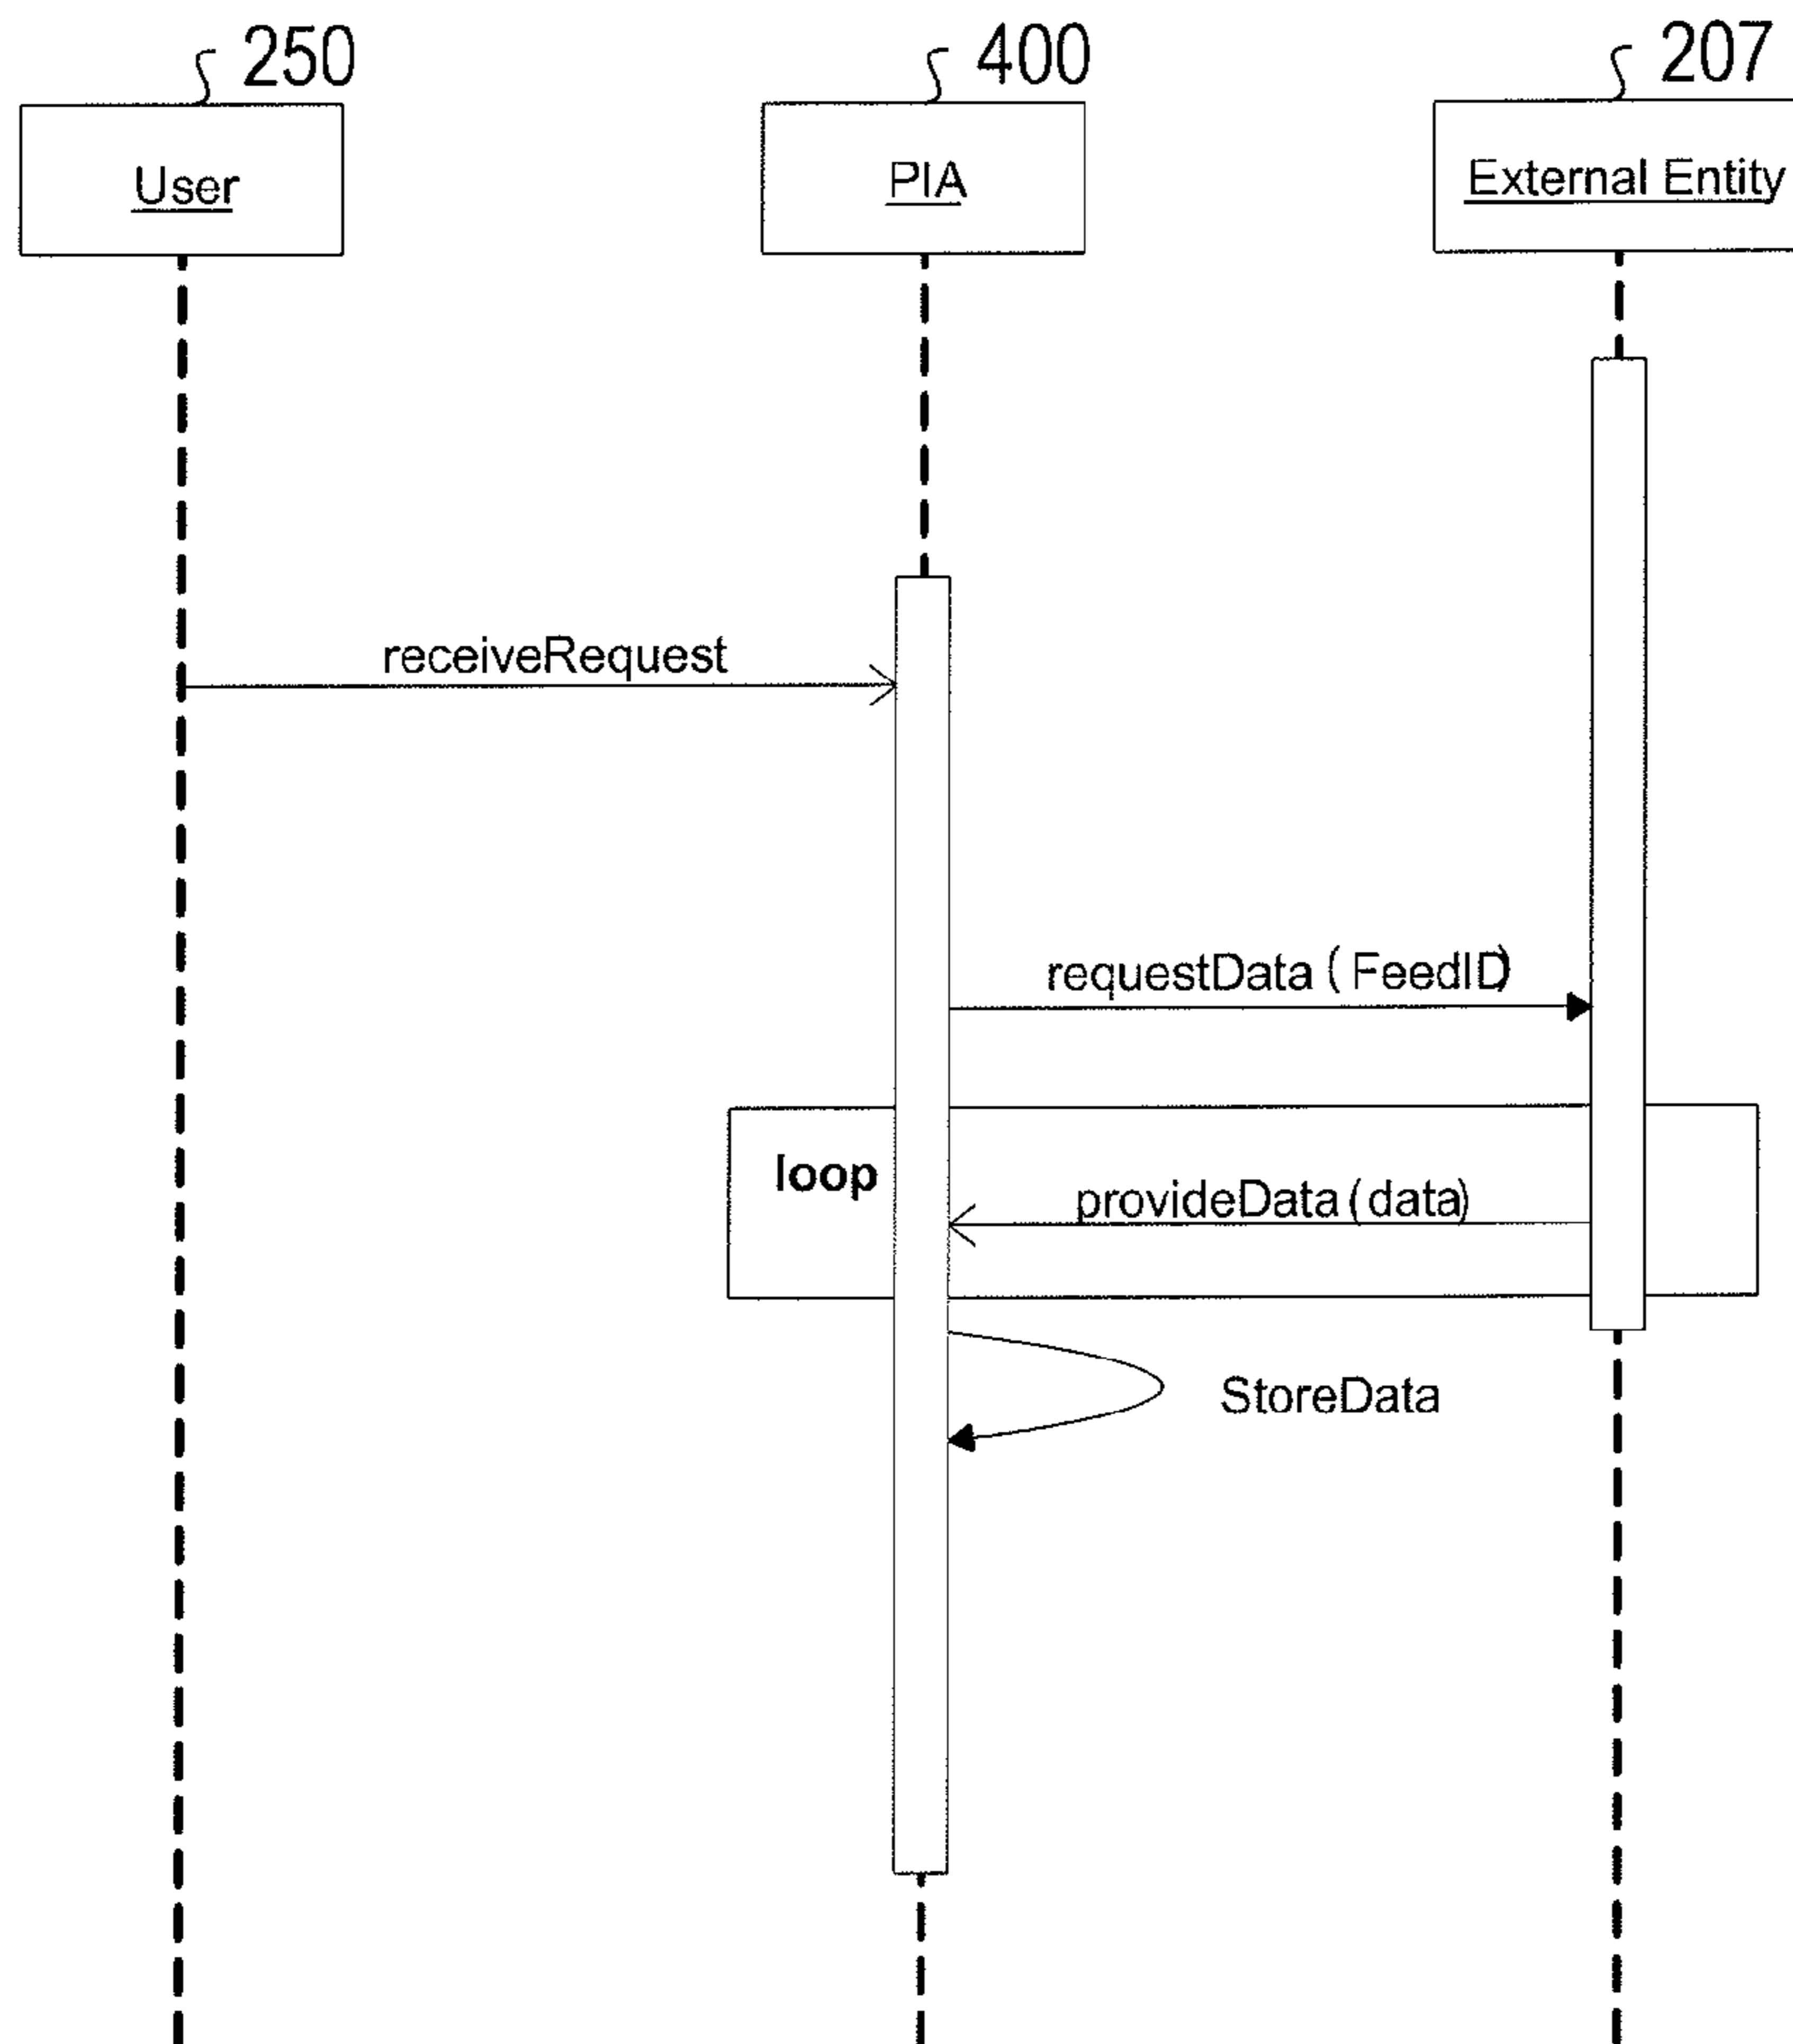 250
400
207
User
PIA
External Entity
receiveRequest
requestData (FeedID)
loop
provideData (data)
StoreData